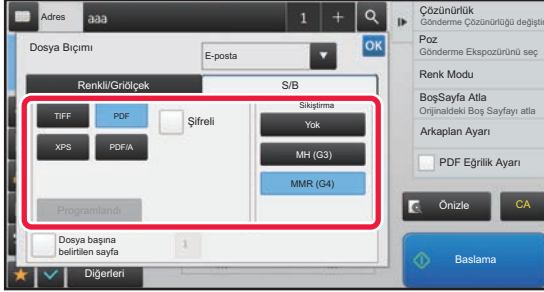 Adres
aaa
1
+
Dosya Bıçımı
E-posta
OK
Renkli/Griölçek
S/B
TIFF
PDF
Şifreli
XPS
PDF/A
Programlandı
Sıkıştırma
Yok
MH (G3)
MMR (G4)
Dosya başına
belirtilen sayfa
1
Diğerleri
Çözünürlük
Gönderme Çözünürlüğü değiştir
Poz
Gönderme Ekspozürünü seç
Renk Modu
BoşSayfa Atla
Orijinaldeki Boş Sayfayı atla
Arkaplan Ayarı
PDF Eğrilik Ayarı
Önizle
CA
Baslama